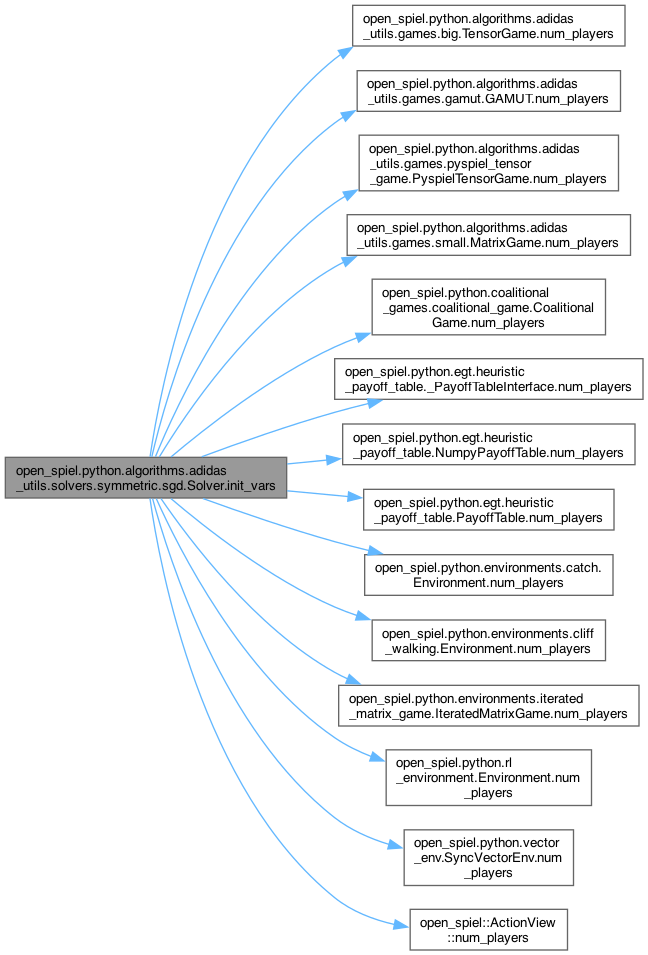 open_spiel.python.algorithms.adidas
_utils.games.big.TensorGame.num_players
open_spiel.python.algorithms.adidas
_utils.games.gamut.GAMUT.num_players
open_spiel.python.algorithms.adidas
_utils.games.pyspiel_tensor
_game.PyspielTensorGame.num_players
open_spiel.python.algorithms.adidas
_utils.games.small.MatrixGame.num_players
open_spiel.python.coalitional
_games.coalitional_game.Coalitional
Game.num_players
open_spiel.python.egt.heuristic
_payoff_table._PayoffTableInterface.num_players
open_spiel.python.algorithms.adidas
_utils.solvers.symmetric.sgd.Solver.init_vars
open_spiel.python.egt.heuristic
_payoff_table.NumpyPayoffTable.num_players
open_spiel.python.egt.heuristic
_payoff_table.PayoffTable.num_players
open_spiel.python.environments.catch.
Environment.num_players
open_spiel.python.environments.cliff
_walking.Environment.num_players
open_spiel.python.environments.iterated
_matrix_game.IteratedMatrixGame.num_players
open_spiel.python.rl
_environment.Environment.num
_players
open_spiel.python.vector
_env.SyncVectorEnv.num
_players
open_spiel::ActionView
::num_players